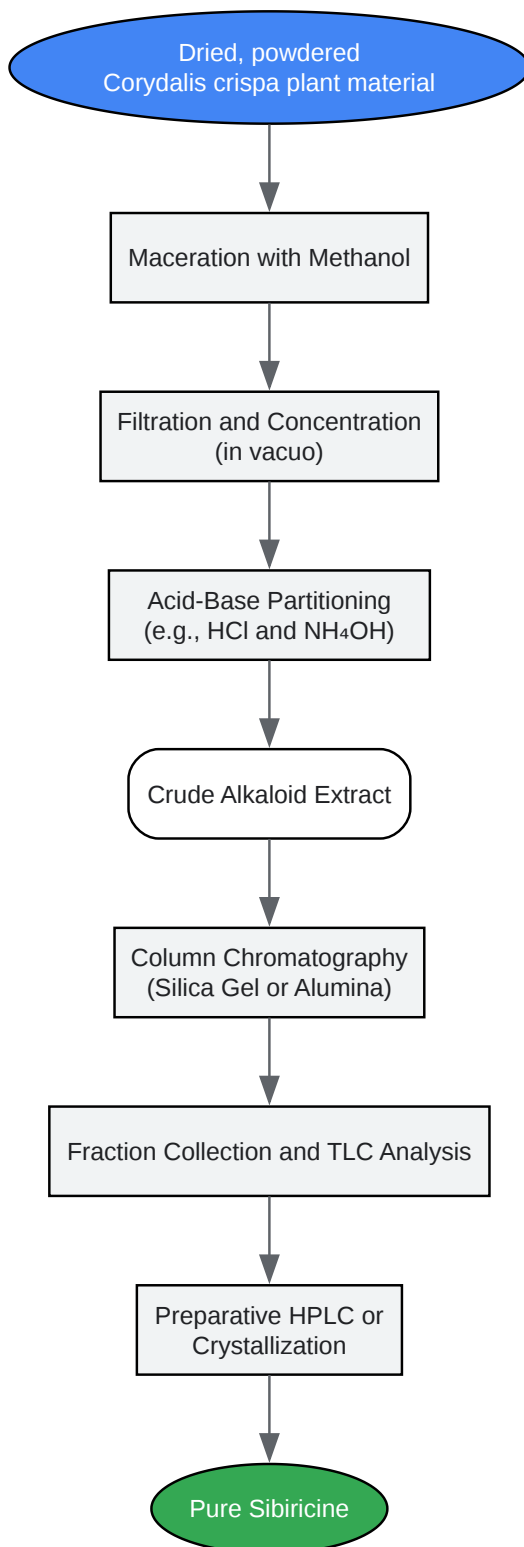 Dried, powdered
Corydalis crispa plant material
Maceration with Methanol
Filtration and Concentration
(in vacuo)
Acid-Base Partitioning
(e.g., HCl and NH₄OH)
Crude Alkaloid Extract
Column Chromatography
(Silica Gel or Alumina)
Fraction Collection and TLC Analysis
Preparative HPLC or
Crystallization
Pure Sibiricine